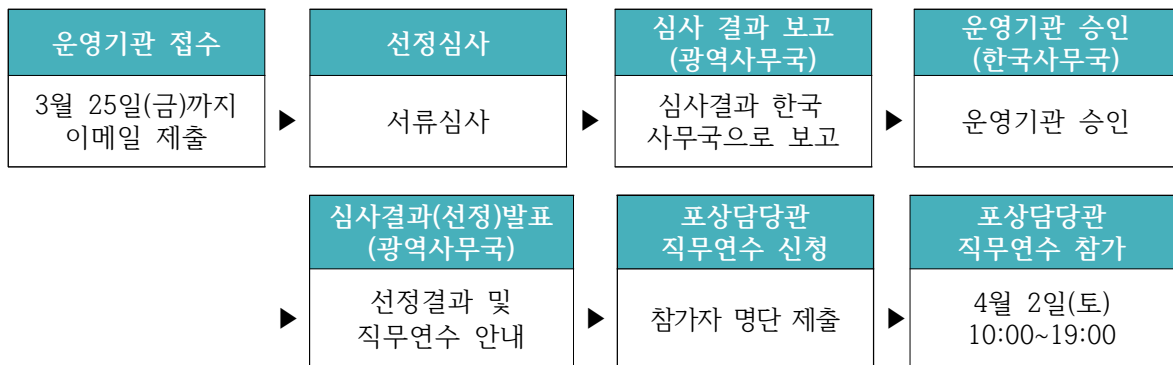 운영기관 접수
3월 25일(금)까지
이메일 제출
▶
선정심사
서류심사
▶
심사 결과 보고
(광역사무국)
심사결과 한국
사무국으로 보고
▶
운영기관 승인
(한국사무국)
운영기관 승인
▶
심사결과(선정)발표
(광역사무국)
선정결과 및
직무연수 안내
▶
포상담당관
직무연수 신청
참가자 명단 제출
▶
포상담당관
직무연수 참가
4월 2일(토)
10:00~19:00